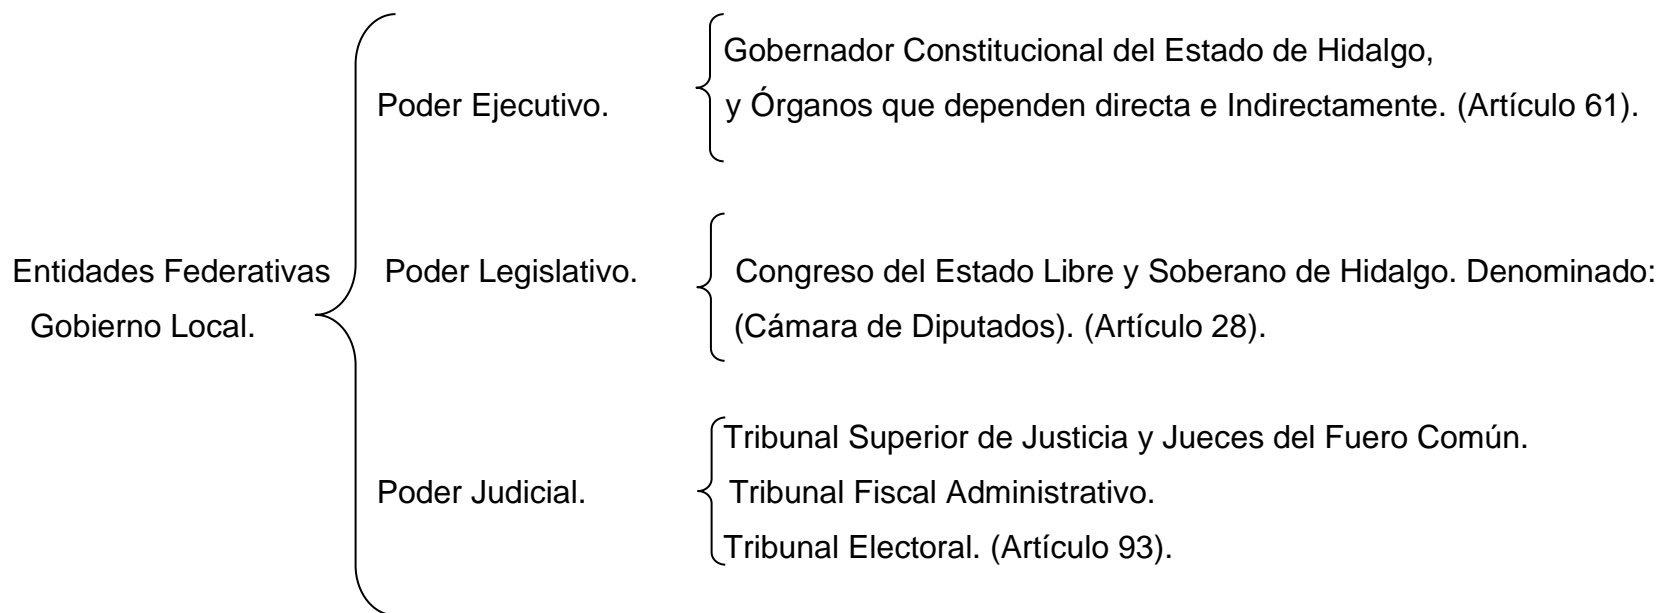 Gobernador Constitucional del Estado de Hidalgo,
Poder Ejecutivo.
y Órganos que dependen directa e Indirectamente. (Artículo 61).
Entidades Federativas
Gobierno Local.
Poder Legislativo.
Congreso del Estado Libre y Soberano de Hidalgo. Denominado:
(Cámara de Diputados). (Artículo 28).
Poder Judicial.
Tribunal Superior de Justicia y Jueces del Fuero Común.
Tribunal Fiscal Administrativo.
Tribunal Electoral. (Artículo 93).